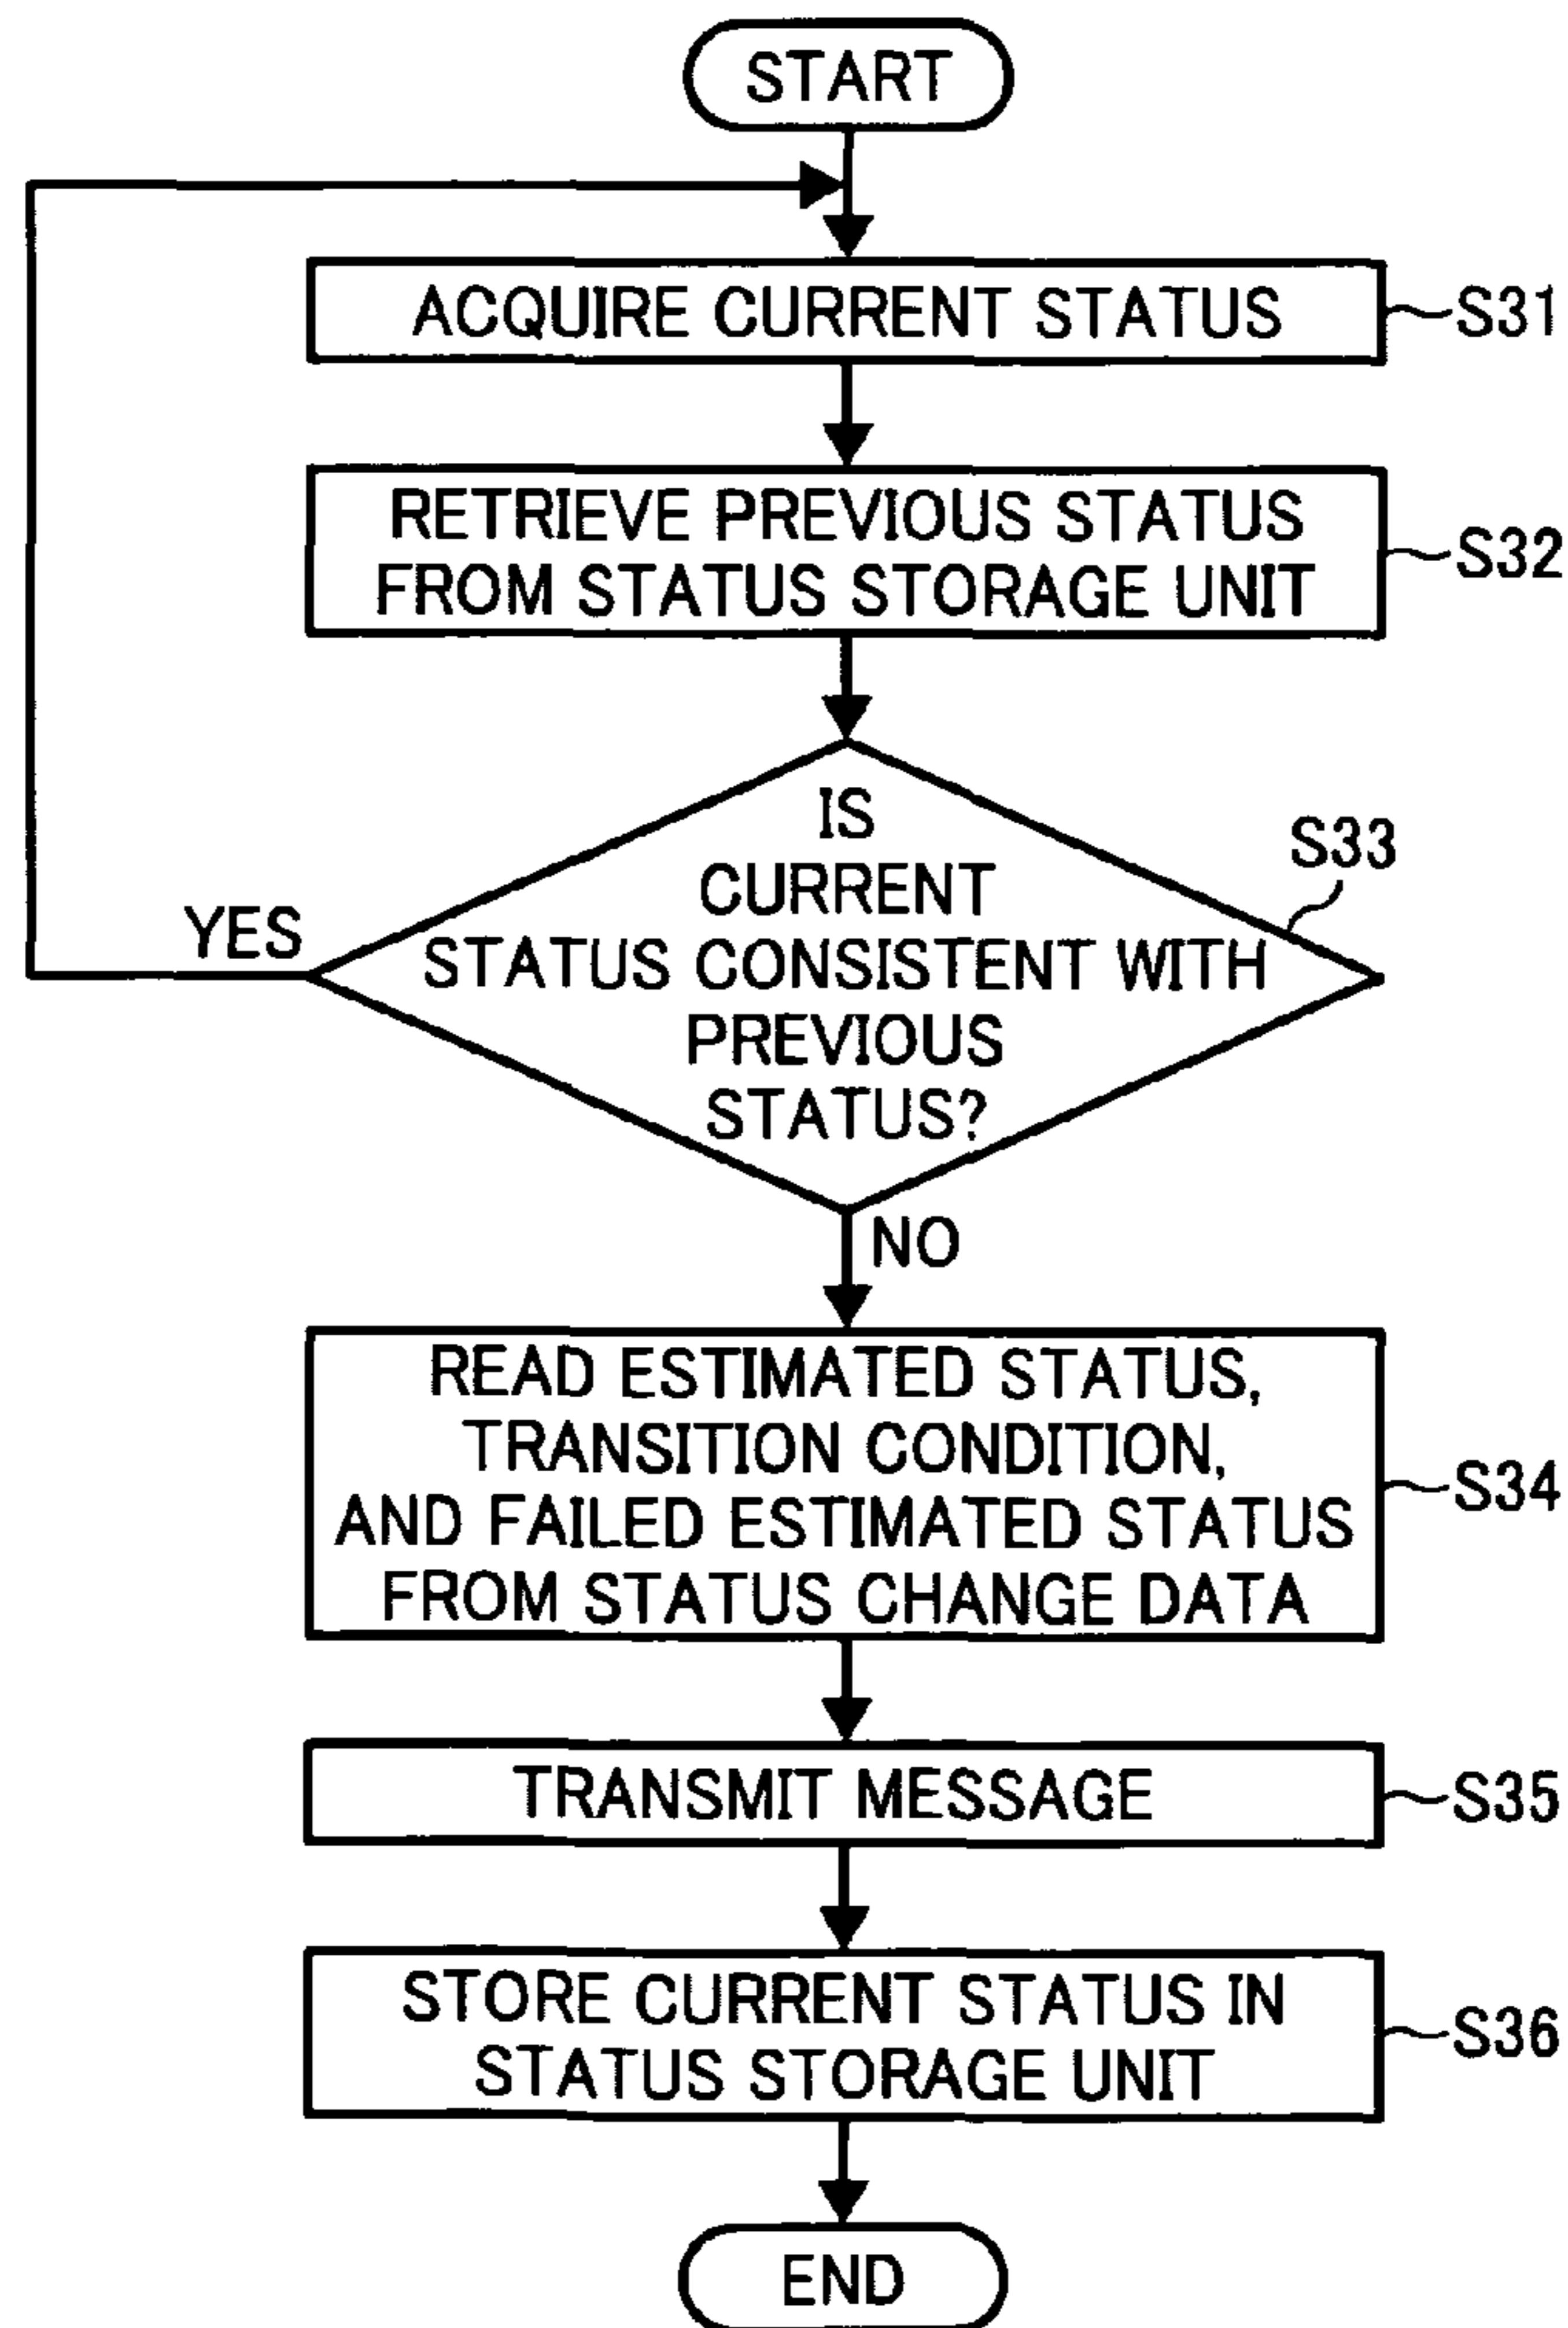 START
ACQUIRE CURRENT STATUS
S31
RETRIEVE PREVIOUS STATUS
FROM STATUS STORAGE UNIT
S32
IS
CURRENT
STATUS CONSISTENT WITH
PREVIOUS
STATUS?
S33
YES
NO
READ ESTIMATED STATUS,
TRANSITION CONDITION,
AND FAILED ESTIMATED STATUS
FROM STATUS CHANGE DATA
S34
TRANSMIT MESSAGE
S35
STORE CURRENT STATUS IN
STATUS STORAGE UNIT
S36
END